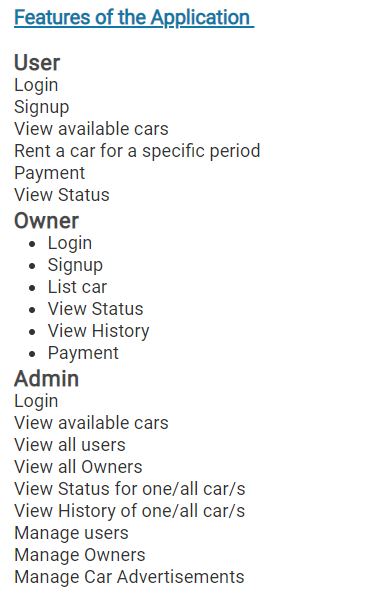 Features of the Application
User
Login
Signup
View available cars
Rent a car for a specific period
Payment
View Status
Owner
• Login
• Signup
• List car
• View Status
• View History
• Payment
Admin
Login
View available cars
View all users
View all Owners
View Status for one/all car/s
View History of one/all car/s
Manage users
Manage Owners
Manage Car Advertisements